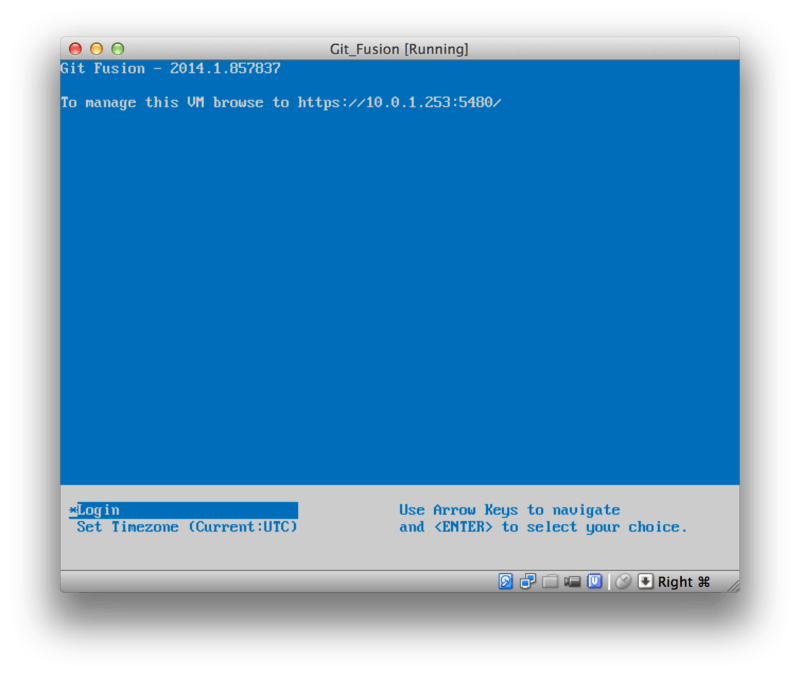 Git_Fusion [Running]
Git Fusion - 2014.1.857837
To manage this VM browse to https://10.0.1.253:5480/
*Login
Set Timezone (Current:UTC)
Use Arrow Keys to navigate
and <ENTER> to select your choice.
Right ⌘